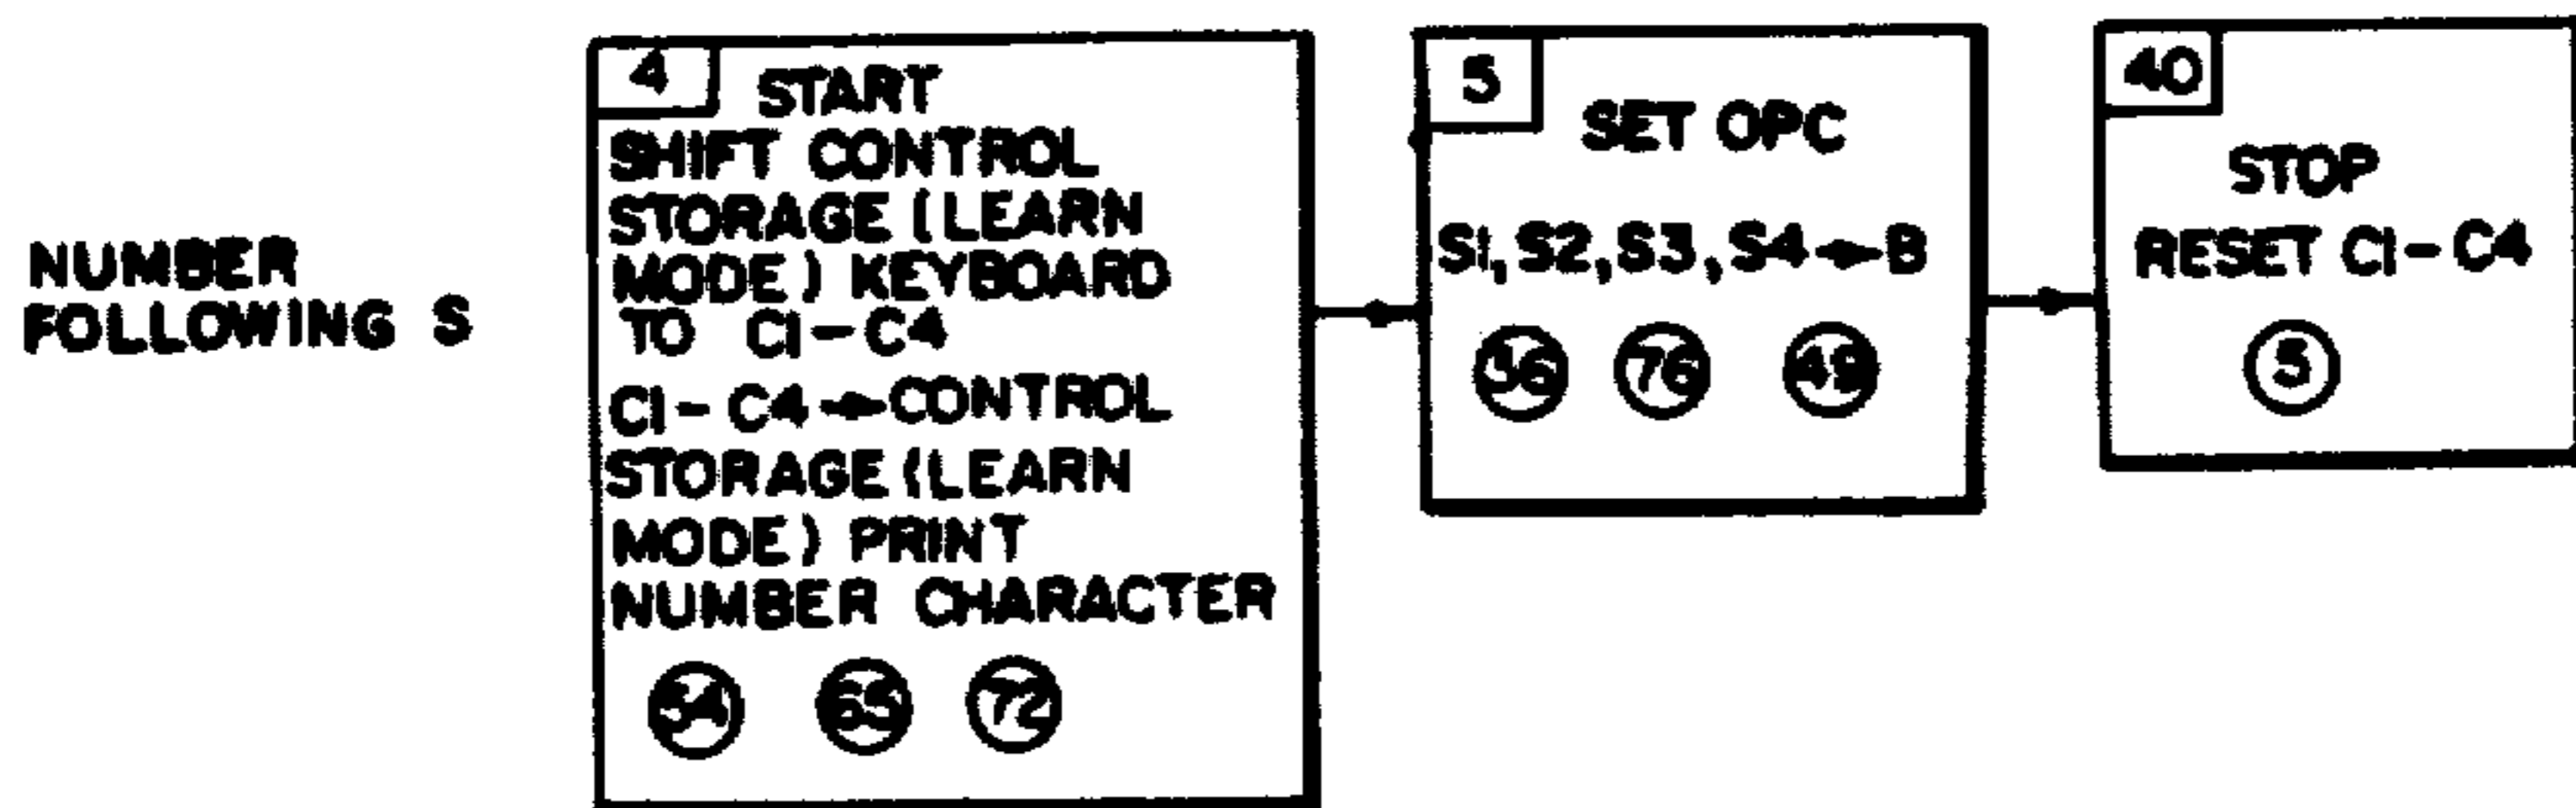 NUMBER
FOLLOWING S
4
START
SHIFT CONTROL
STORAGE (LEARN
MODE) KEYBOARD
TO C1-C4
C1-C4→CONTROL
STORAGE (LEARN
MODE) PRINT
NUMBER CHARACTER
54 65 72
5
SET OPC
S1,S2,S3,S4→B
36 76 49
40
STOP
RESET C1-C4
5